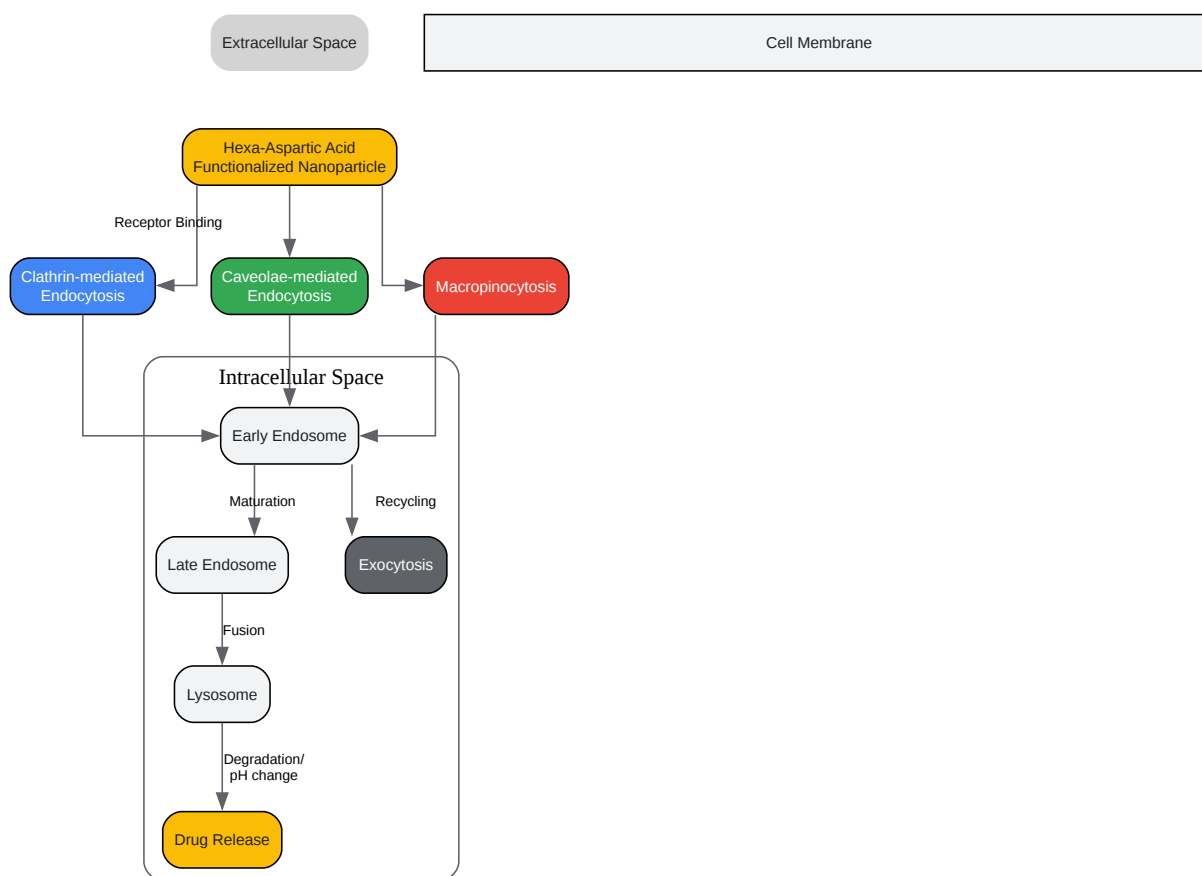 Extracellular Space
Cell Membrane
Hexa-Aspartic Acid
Functionalized Nanoparticle
Receptor Binding
Clathrin-mediated
Endocytosis
Caveolae-mediated
Endocytosis
Macropinocytosis
Intracellular Space
Early Endosome
Maturation
Recycling
Late Endosome
Exocytosis
Fusion
Lysosome
Degradation/
pH change
Drug Release